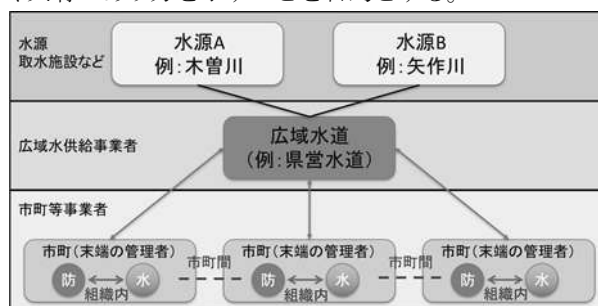 水源
取水施設など
水源A
例:木曽川
水源B
例:矢作川
広域水供給事業者
広域水道
(例:県営水道)
市町等事業者
市町(末端の管理者)
防
水
組織内
市町間
市町(末端の管理者)
防
水
組織内
市町間
市町(末端の管理者)
防
水
組織内